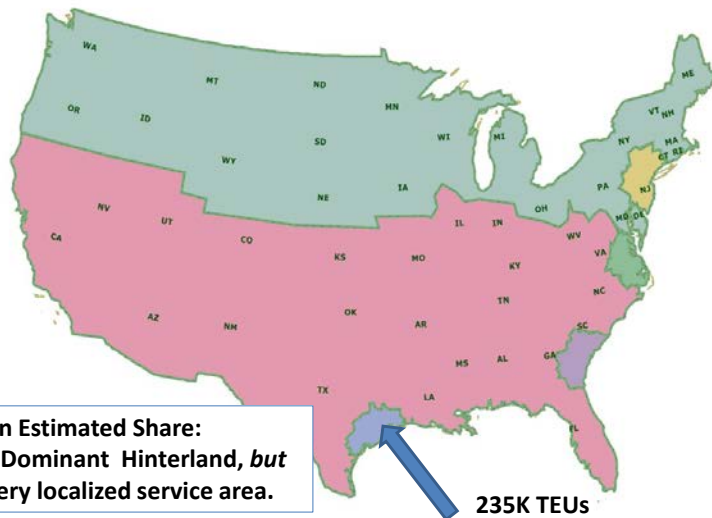 WA
MT
ND
MN
ME
VT
NH
OR
ID
SD
WI
MI
NY
MA
CT
RI
WY
NE
IA
PA
NJ
OH
MD
DE
NV
UT
CO
IL
IN
WV
VA
CA
KS
MO
KY
NC
AZ
NM
OK
AR
TN
SC
MS
AL
GA
TX
LA
FL
n Estimated Share:
Dominant Hinterland, but
ery localized service area.
235K TEUs